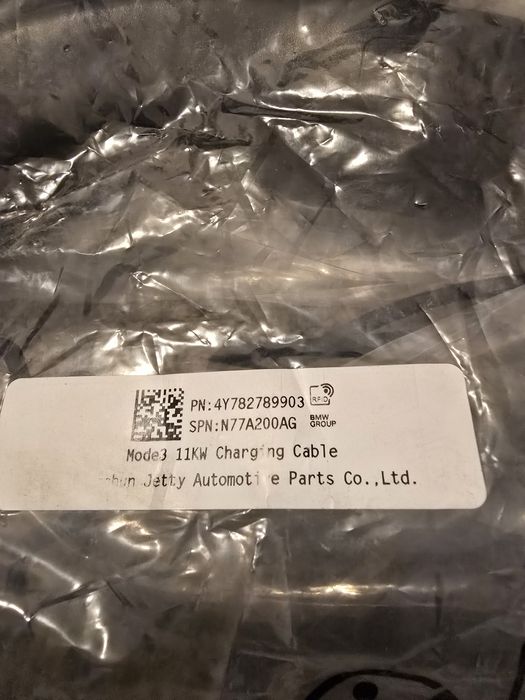 PN:4Y782789903
RFID
SPN:N77A200AG
BMW
GROUP
Mode3 11KW Charging Cable
Jetty Automotive Parts Co.,Ltd.